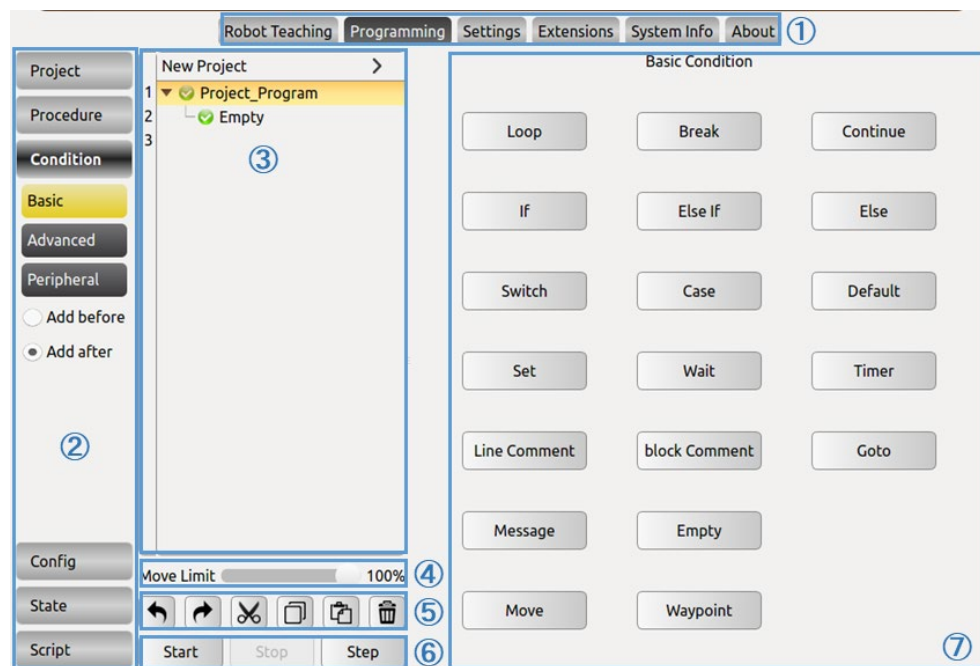 Robot Teaching Programming Settings Extensions System Info About ①
Project
Procedure
Condition
Basic
Advanced
Peripheral
Add before
Add after
②
Config
State
Script
New Project >
1 Project_Program
2 Empty
3
③
Move Limit 100% ④
⑤
Start Stop Step ⑥
Basic Condition
Loop Break Continue
If Else If Else
Switch Case Default
Set Wait Timer
Line Comment block Comment Goto
Message Empty
Move Waypoint
⑦